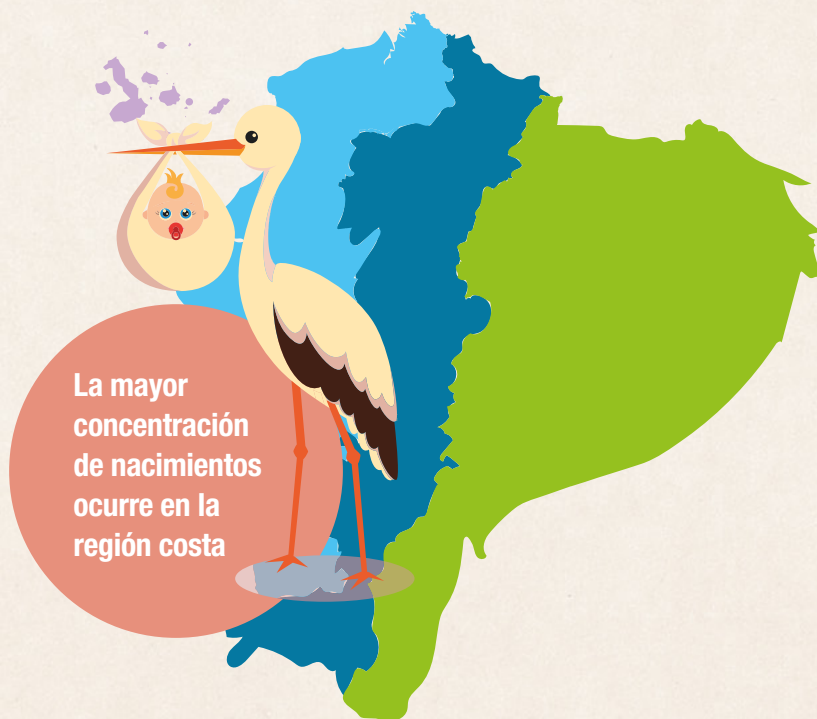 La mayor
concentración
de nacimientos
ocurre en la
región costa